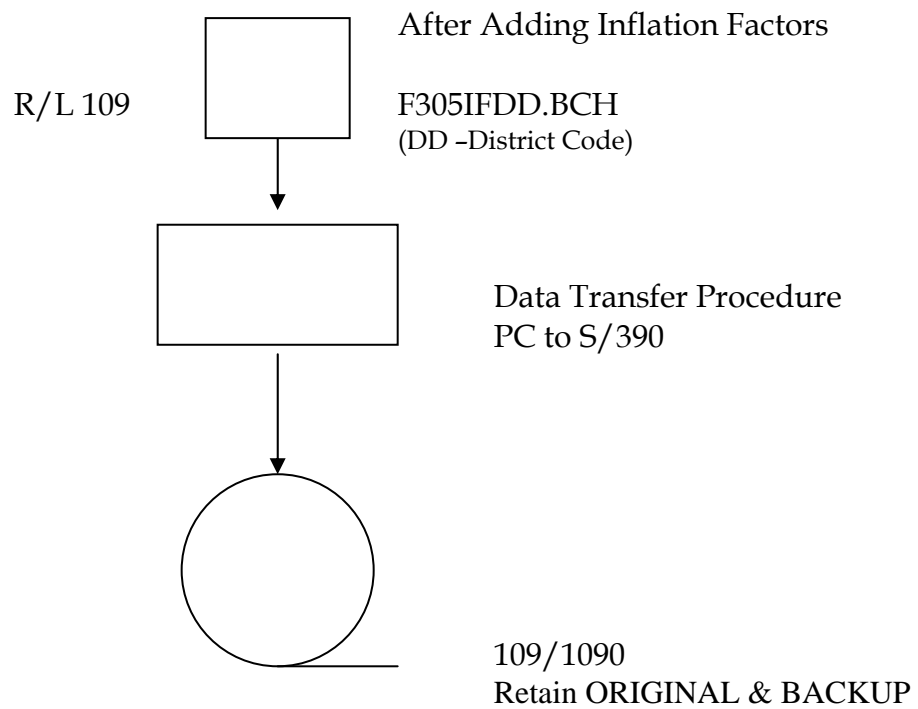 After Adding Inflation Factors
R/L 109
F305IFDD.BCH
(DD –District Code)
Data Transfer Procedure
PC to S/390
109/1090
Retain ORIGINAL & BACKUP